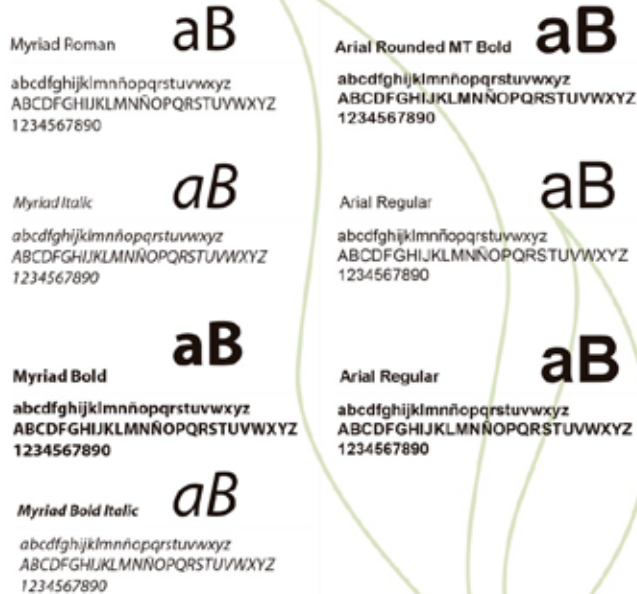 Myriad Roman aB
abcdfghijklmnñopqrstuvwxyz
ABCDFGHIJKLMNÑOPQRSTUVWXYZ
1234567890
Myriad Italic aB
abcdfghijklmnñopqrstuvwxyz
ABCDFGHIJKLMNÑOPQRSTUVWXYZ
1234567890
Myriad Bold aB
abcdfghijklmnñopqrstuvwxyz
ABCDFGHIJKLMNÑOPQRSTUVWXYZ
1234567890
Myriad Bold Italic aB
abcdfghijklmnñopqrstuvwxyz
ABCDFGHIJKLMNÑOPQRSTUVWXYZ
1234567890
Arial Rounded MT Bold aB
abcdfghijklmnñopqrstuvwxyz
ABCDFGHIJKLMNÑOPQRSTUVWXYZ
1234567890
Arial Regular aB
abcdfghijklmnñopqrstuvwxyz
ABCDFGHIJKLMNÑOPQRSTUVWXYZ
1234567890
Arial Regular aB
abcdfghijklmnñopqrstuvwxyz
ABCDFGHIJKLMNÑOPQRSTUVWXYZ
1234567890